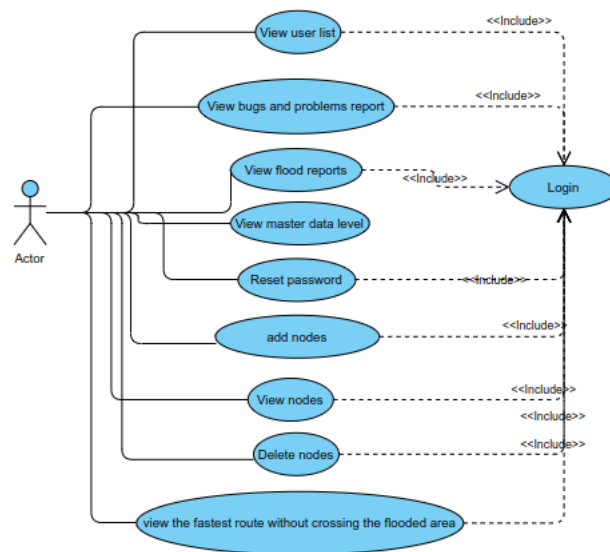 View user list
<<Include>>
View bugs and problems report
<<Include>>
View flood reports
<<Include>>
Login
Actor
View master data level
Reset password
<<Include>>
add nodes
<<Include>>
View nodes
<<Include>>
<<Include>>
Delete nodes
<<Include>>
view the fastest route without crossing the flooded area